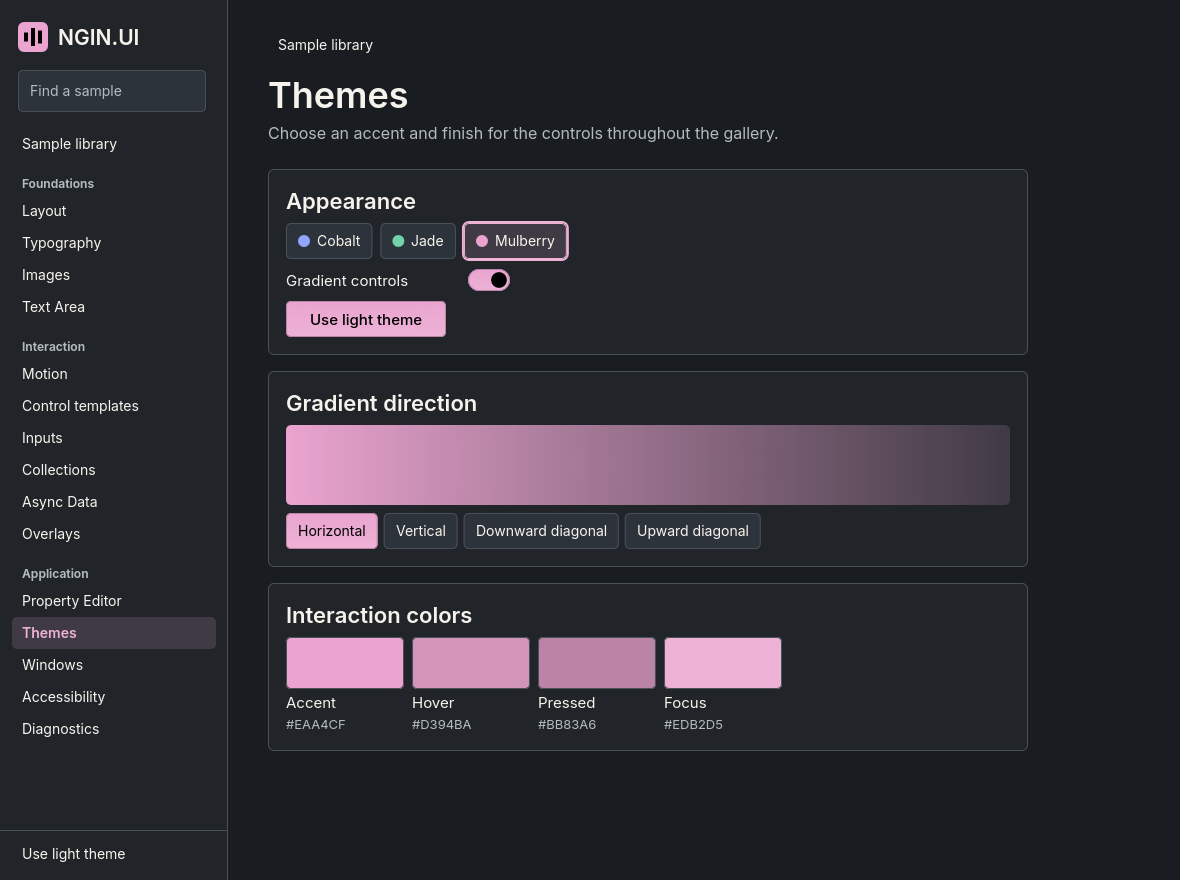 NGIN.UI
Find a sample
Sample library
Foundations
Layout
Typography
Images
Text Area
Interaction
Motion
Control templates
Inputs
Collections
Async Data
Overlays
Application
Property Editor
Themes
Windows
Accessibility
Diagnostics
Use light theme
Sample library
Themes
Choose an accent and finish for the controls throughout the gallery.
Appearance
Cobalt Jade Mulberry
Gradient controls
Use light theme
Gradient direction
Horizontal Vertical Downward diagonal Upward diagonal
Interaction colors
Accent Hover Pressed Focus
#EAA4CF #D394BA #BB83A6 #EDB2D5